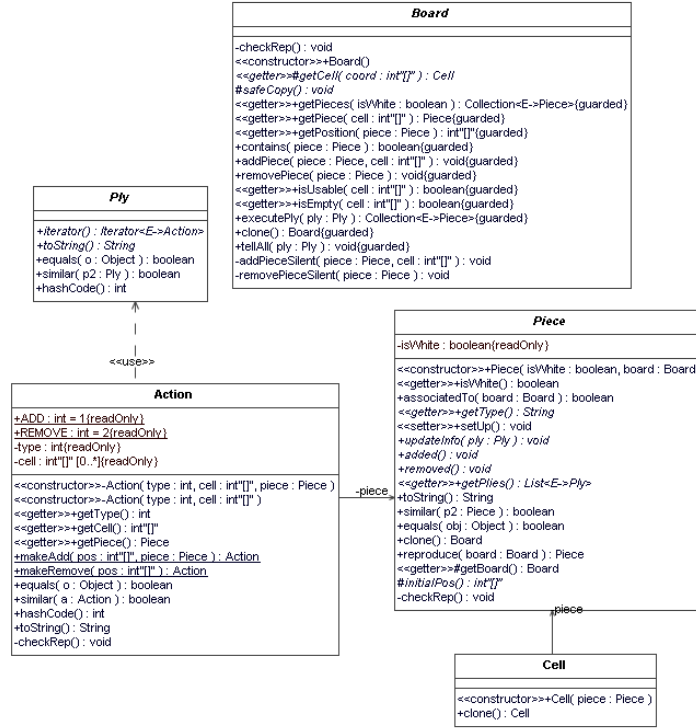 Board
-checkRep() : void
<<constructor>>+Board()
<<getter>>#getCell( coord : int"[]" ) : Cell
#safeCopy() : void
<<getter>>+getPieces( isWhite : boolean ) : Collection<E->Piece>{guarded}
<<getter>>+getPiece( cell : int"[]" ) : Piece{guarded}
<<getter>>+getPosition( piece : Piece ) : int"[]"{guarded}
+contains( piece : Piece ) : boolean{guarded}
+addPiece( piece : Piece, cell : int"[]" ) : void{guarded}
+removePiece( piece : Piece ) : void{guarded}
<<getter>>+isUsable( cell : int"[]" ) : boolean{guarded}
<<getter>>+isEmpty( cell : int"[]" ) : boolean{guarded}
+executePly( ply : Ply ) : Collection<E->Piece>{guarded}
+clone() : Board{guarded}
+tellAll( ply : Ply ) : void{guarded}
-addPieceSilent( piece : Piece, cell : int"[]" ) : void
-removePieceSilent( piece : Piece ) : void
Ply
+iterator() : Iterator<E->Action>
+toString() : String
+equals( o : Object ) : boolean
+similar( p2 : Ply ) : boolean
+hashCode() : int
<<use>>
Action
+ADD : int = 1{readOnly}
+REMOVE : int = 2{readOnly}
-type : int{readOnly}
-cell : int"[]" [0..*]{readOnly}
<<constructor>>-Action( type : int, cell : int"[]", piece : Piece )
<<constructor>>-Action( type : int, cell : int"[]" )
<<getter>>+getType() : int
<<getter>>+getCell() : int"[]"
<<getter>>+getPiece() : Piece
+makeAdd( pos : int"[]", piece : Piece ) : Action
+makeRemove( pos : int"[]" ) : Action
+equals( o : Object ) : boolean
+similar( a : Action ) : boolean
+hashCode() : int
+toString() : String
-checkRep() : void
-piece
Piece
-isWhite : boolean{readOnly}
<<constructor>>+Piece( isWhite : boolean, board : Board
<<getter>>+isWhite() : boolean
+associatedTo( board : Board ) : boolean
<<getter>>+getType() : String
<<setter>>+setUp() : void
+updateInfo( ply : Ply ) : void
+added() : void
+removed() : void
<<getter>>+getPlies() : List<E->Ply>
+toString() : String
+similar( p2 : Piece ) : boolean
+equals( obj : Object ) : boolean
+clone() : Board
+reproduce( board : Board ) : Piece
<<getter>>#getBoard() : Board
#initialPos() : int"[]"
-checkRep() : void
-piece
Cell
<<constructor>>+Cell( piece : Piece )
+clone() : Cell